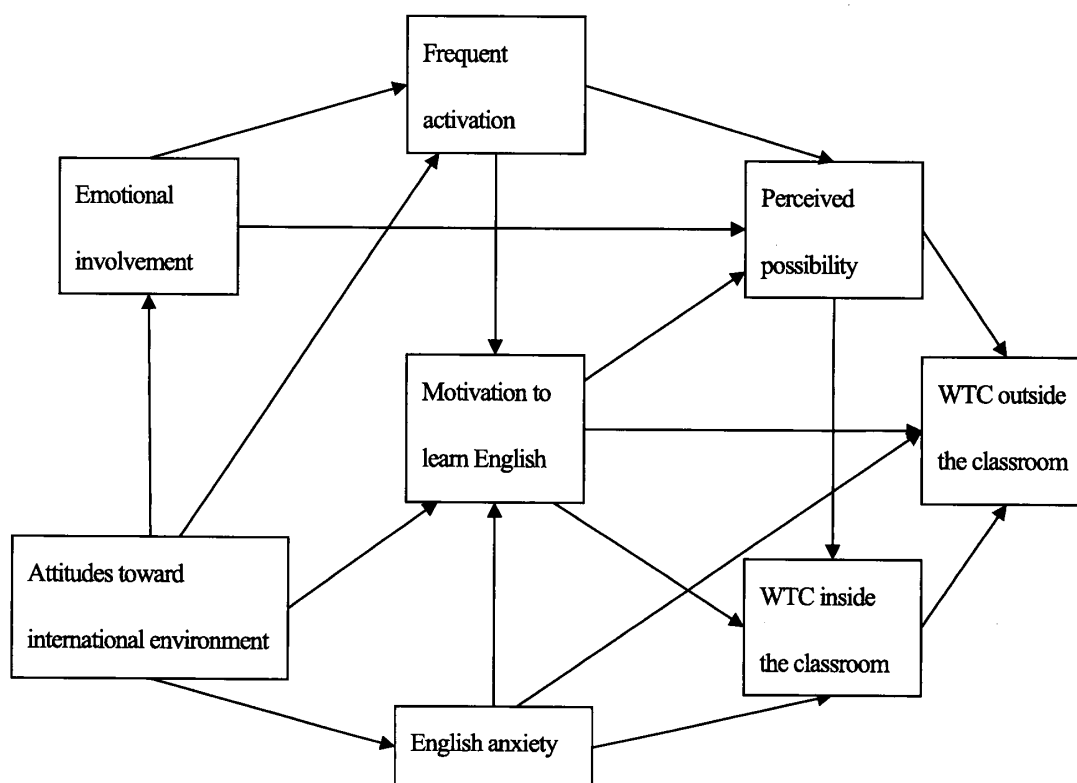 Frequent
activation
Emotional
involvement
Perceived
possibility
Motivation to
learn English
WTC outside
the classroom
Attitudes toward
international environment
WTC inside
the classroom
English anxiety